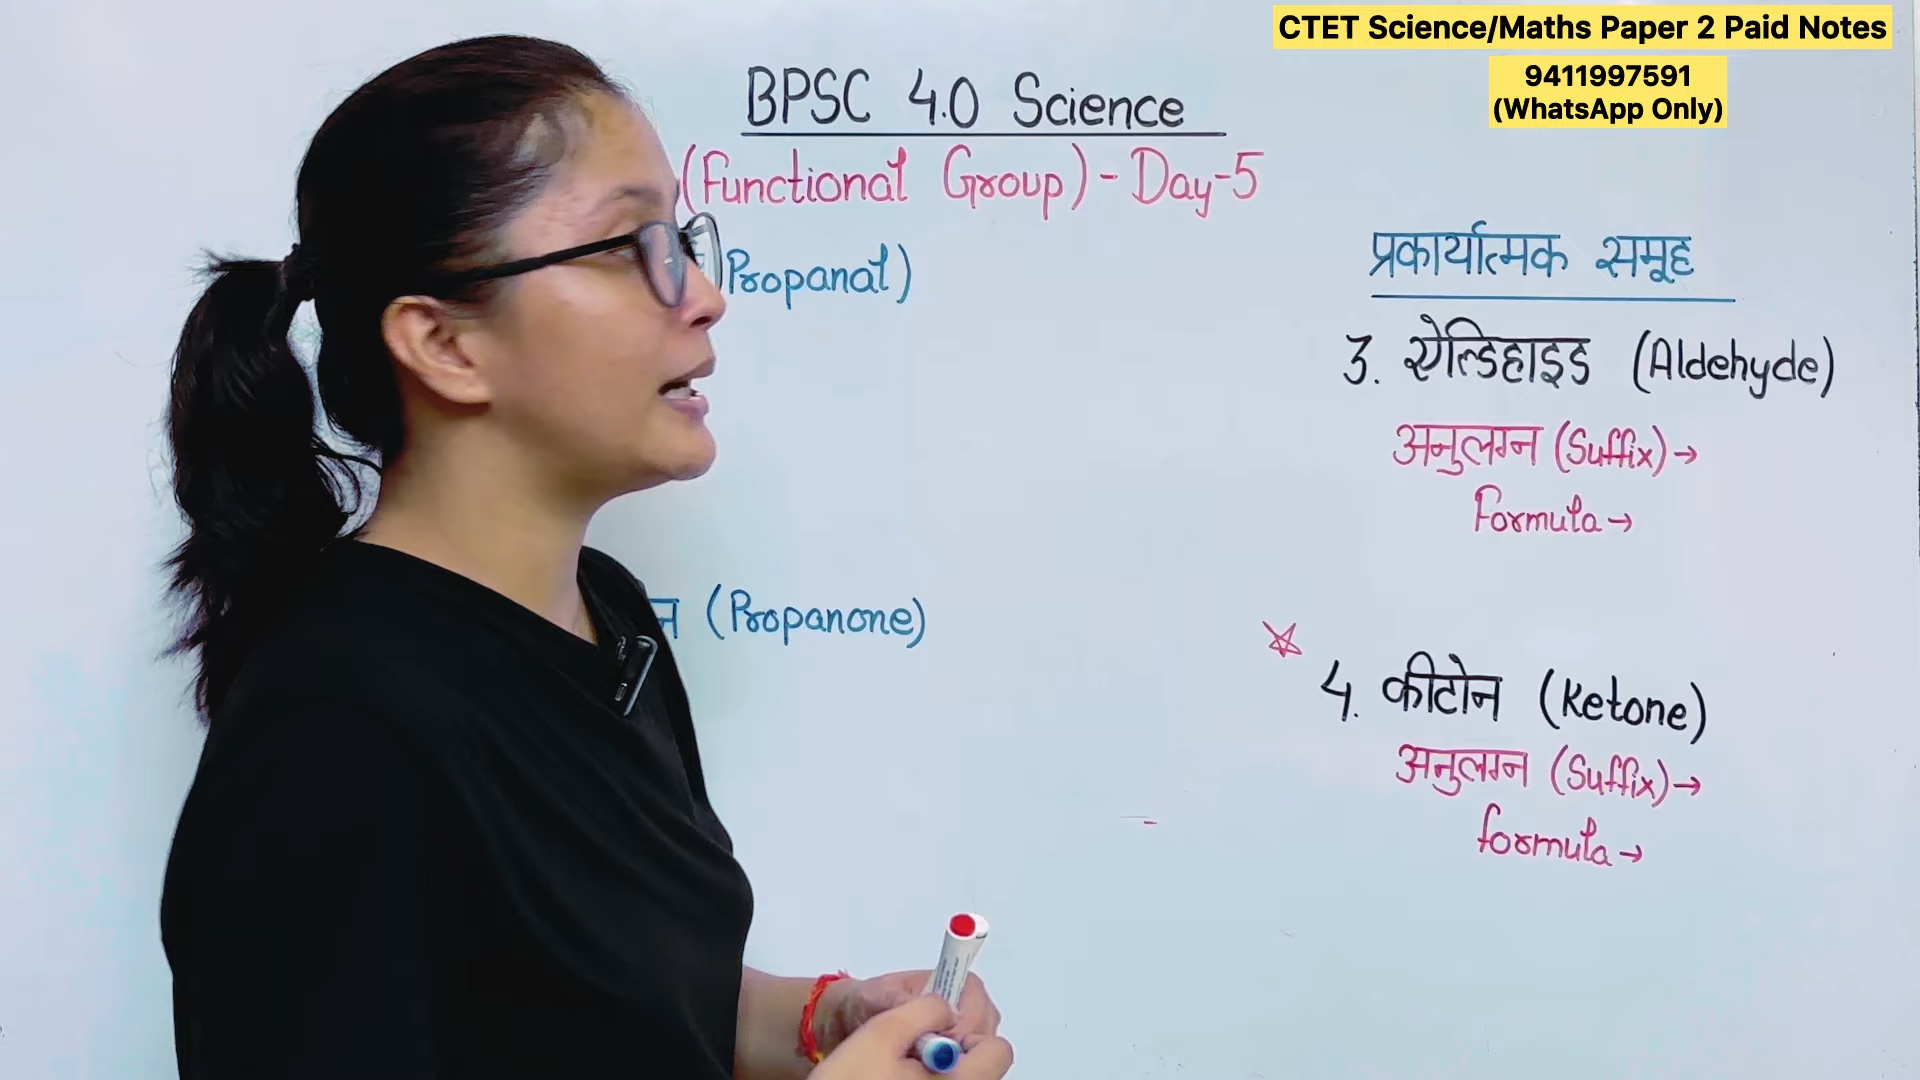 CTET Science/Maths Paper 2 Paid Notes
9411997591
(WhatsApp Only)
BPSC 4.0 Science
(Functional Group) - Day-5
Propanal)
(Propanone)
प्रकार्यात्मक समूह
3. ऐल्डिहाइड (Aldehyde)
अनुलग्न (Suffix)→
Formula→
4. कीटोन (Ketone)
अनुलग्न (Suffix)→
formula→